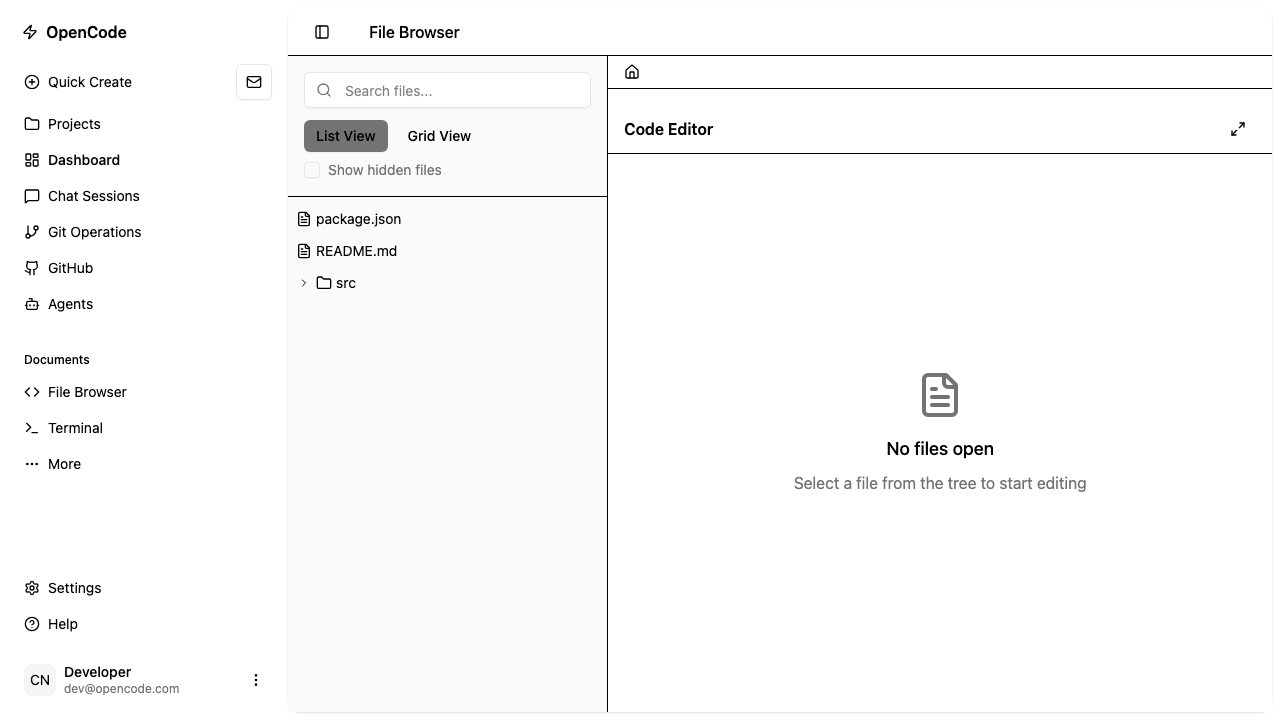 OpenCode
Quick Create
Projects
Dashboard
Chat Sessions
Git Operations
GitHub
Agents
Documents
File Browser
Terminal
More
Settings
Help
CN
Developer
dev@opencode.com
File Browser
Search files...
List View
Grid View
Show hidden files
package.json
README.md
src
Code Editor
No files open
Select a file from the tree to start editing